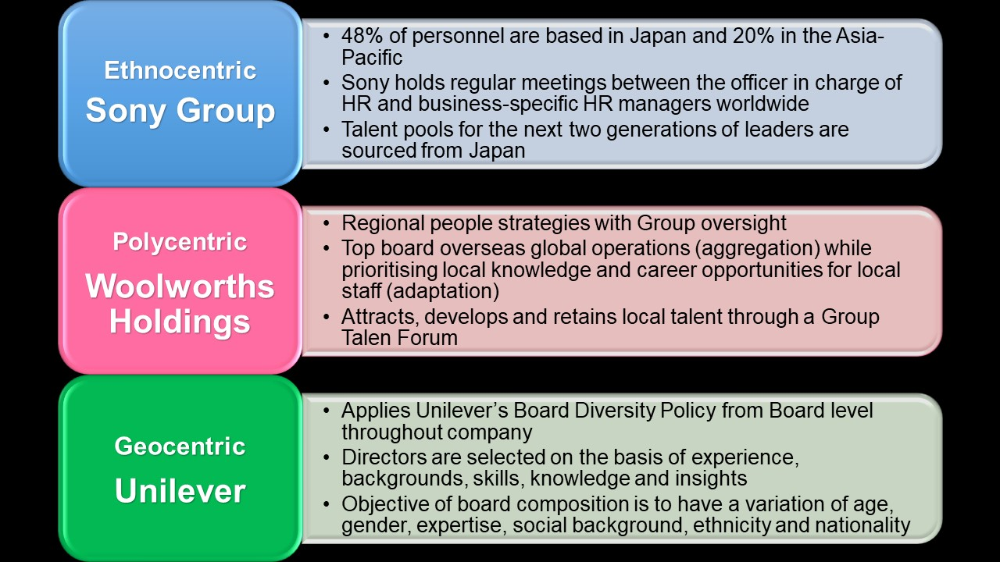 Ethnocentric
Sony Group
• 48% of personnel are based in Japan and 20% in the Asia-
Pacific
• Sony holds regular meetings between the officer in charge of
HR and business-specific HR managers worldwide
• Talent pools for the next two generations of leaders are
sourced from Japan
Polycentric
Woolworths
Holdings
• Regional people strategies with Group oversight
• Top board overseas global operations (aggregation) while
prioritising local knowledge and career opportunities for local
staff (adaptation)
• Attracts, develops and retains local talent through a Group
Talen Forum
Geocentric
Unilever
• Applies Unilever’s Board Diversity Policy from Board level
throughout company
• Directors are selected on the basis of experience,
backgrounds, skills, knowledge and insights
• Objective of board composition is to have a variation of age,
gender, expertise, social background, ethnicity and nationality